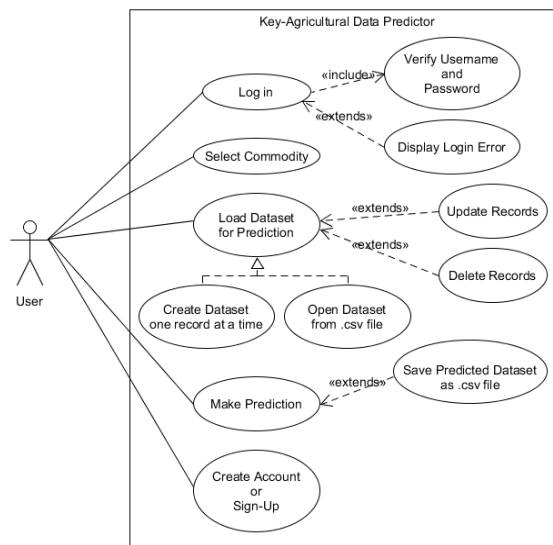 Key-Agricultural Data Predictor
Log in
«include»
Verify Username
and
Password
«extends»
Display Login Error
Select Commodity
Load Dataset
for Prediction
«extends»
Update Records
«extends»
Delete Records
User
Create Dataset
one record at a time
Open Dataset
from .csv file
Make Prediction
«extends»
Save Predicted Dataset
as .csv file
Create Account
or
Sign-Up